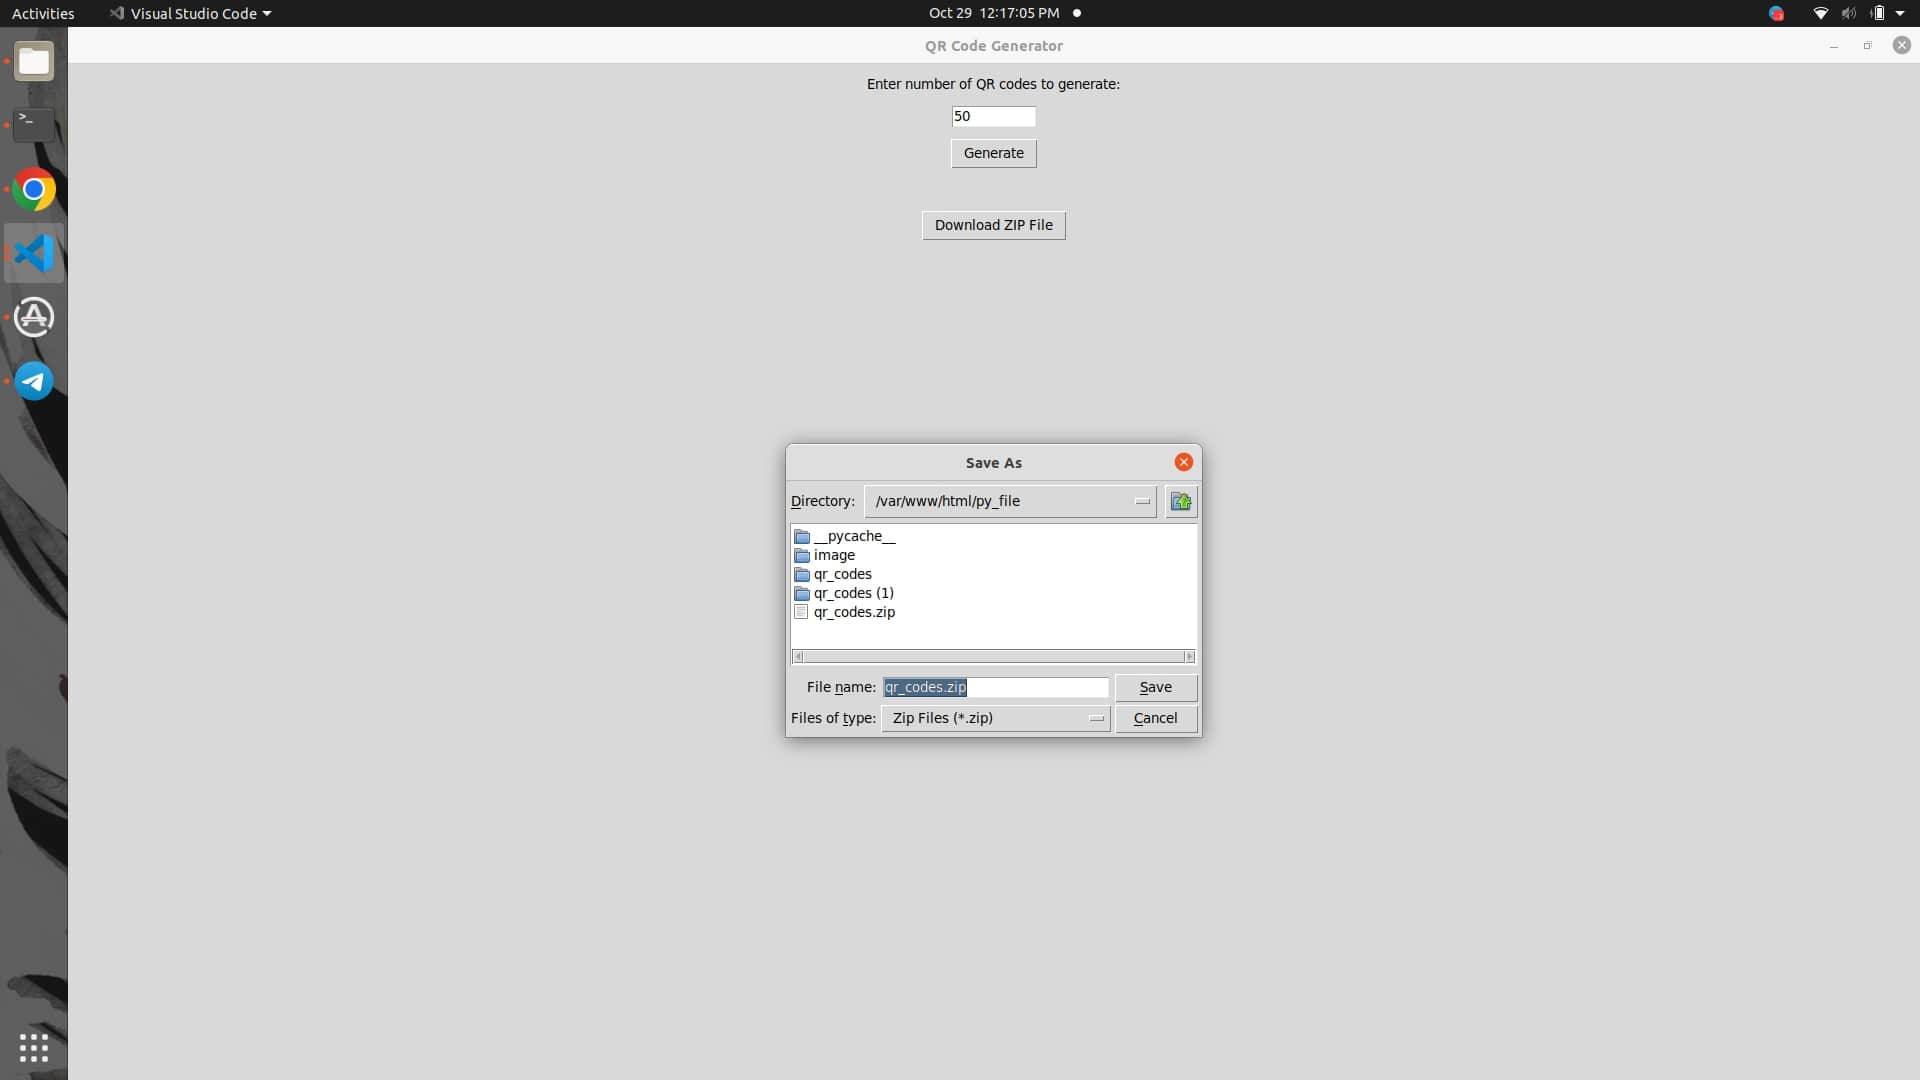 Activities
Visual Studio Code
Oct 29 12:17:05 PM
QR Code Generator
Enter number of QR codes to generate:
50
Generate
Download ZIP File
Save As
Directory: /var/www/html/py_file
__pycache__
image
qr_codes
qr_codes (1)
qr_codes.zip
File name: qr_codes.zip Save
Files of type: Zip Files (*.zip) Cancel